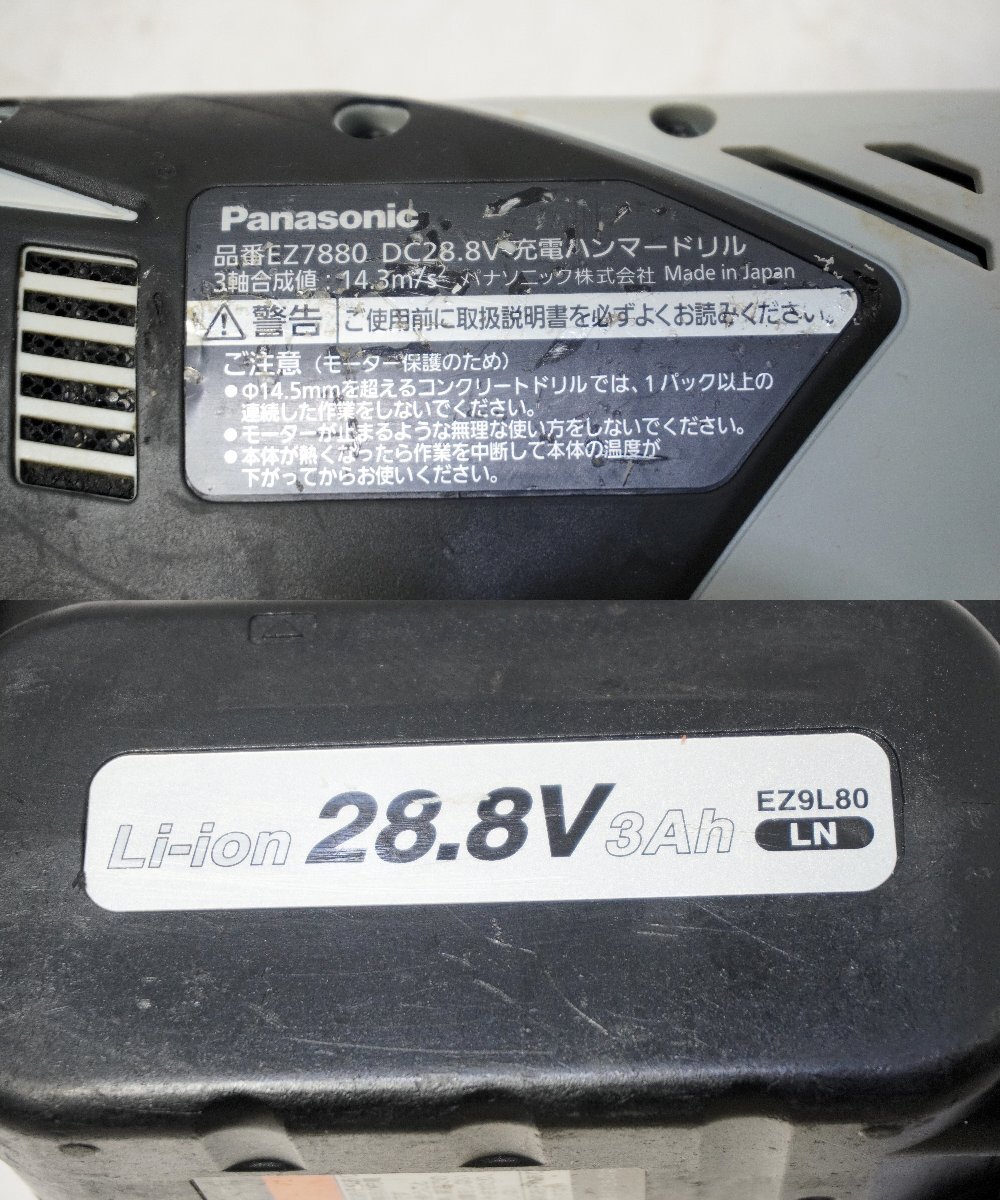 Panasonic
品番EZ7880 DC28.8V 充電ハンマードリル
3軸合成値：14.3m/s² パナソニック株式会社 Made in Japan
警告 ご使用前に取扱説明書を必ずよくお読みください。
ご注意（モーター保護のため）
●Φ14.5mmを超えるコンクリートドリルでは、1パック以上の
連続した作業をしないでください。
●モーターが止まるような無理な使い方をしないでください。
●本体が熱くなったら作業を中断して本体の温度が
下がってからお使いください。
Li-ion 28.8V 3Ah EZ9L80
LN